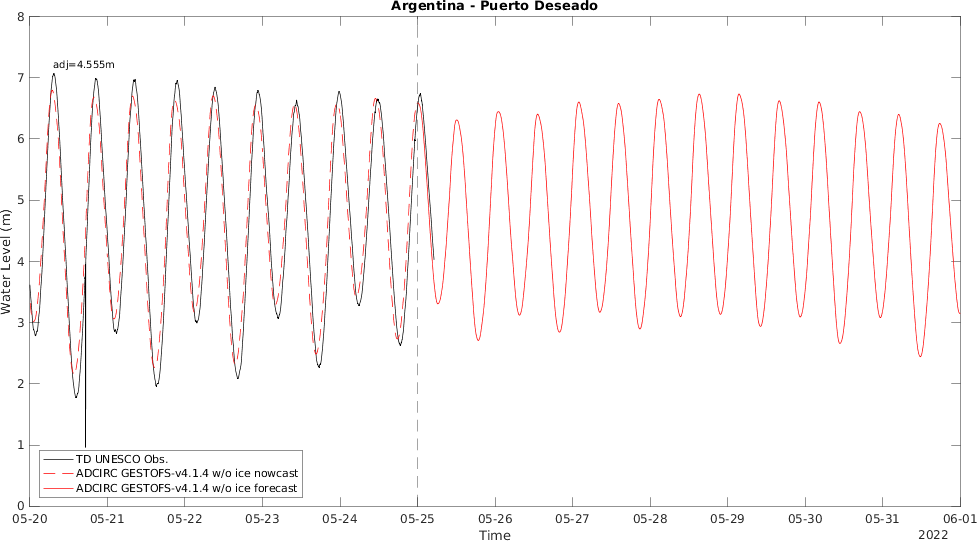 Argentina - Puerto Deseado
8
adj=4.555m
7
6
5
4
3
2
1
0
Water Level (m)
TD UNESCO Obs.
ADCIRC GESTOFS-v4.1.4 w/o ice nowcast
ADCIRC GESTOFS-v4.1.4 w/o ice forecast
05-20 05-21 05-22 05-23 05-24 05-25 05-26 05-27 05-28 05-29 05-30 05-31 06-01
Time
2022